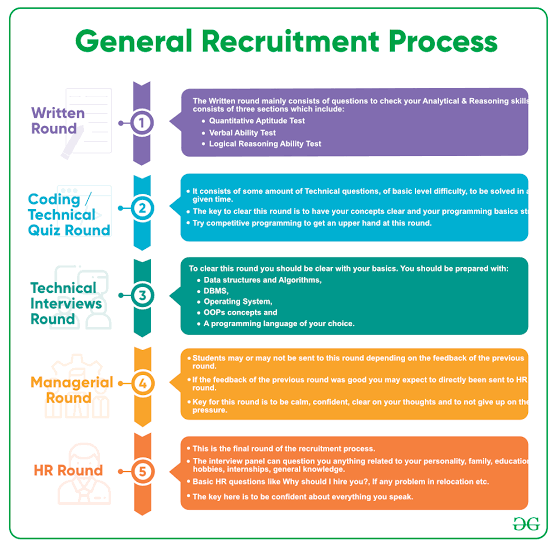 General Recruitment Process
Written
Round
1
The Written round mainly consists of questions to check your Analytical & Reasoning skill
consists of three sections which include:
• Quantitative Aptitude Test
• Verbal Ability Test
• Logical Reasoning Ability Test
Coding /
Technical
Quiz Round
2
• It consists of some amount of Technical questions, of basic level difficulty, to be solved in a
given time.
• The key to clear this round is to have your concepts clear and your programming basics st
• Try competitive programming to get an upper hand at this round.
Technical
Interviews
Round
3
To clear this round you should be clear with your basics. You should be prepared with:
• Data structures and Algorithms,
• DBMS,
• Operating System,
• OOPs concepts and
• A programming language of your choice.
Managerial
Round
4
• Students may or may not be sent to this round depending on the feedback of the previous
round.
• If the feedback of the previous round was good you may expect to directly been sent to HR
round.
• Key for this round is to be calm, confident, clear on your thoughts and to not give up on the
pressure.
HR Round
5
• This is the final round of the recruitment process.
• The interview panel can question you anything related to your personality, family, education
hobbies, internships, general knowledge.
• Basic HR questions like Why should I hire you?, If any problem in relocation etc.
• The key here is to be confident about everything you speak.